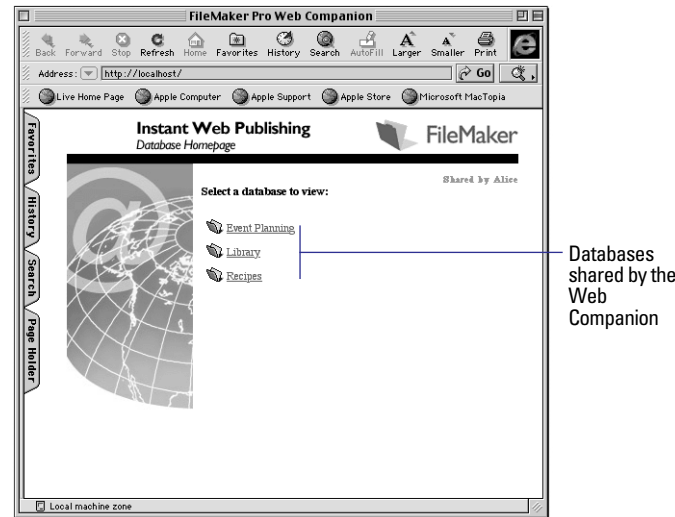 FileMaker Pro Web Companion
Back Forward Stop Refresh Home Favorites History Search AutoFill Larger Smaller Print
Address: http://localhost/ Go
Live Home Page Apple Computer Apple Support Apple Store Microsoft MacTopia
Favorites
History
Search
Page Holder
Instant Web Publishing
Database Homepage
FileMaker
Shared by Alice
Select a database to view:
Event Planning
Library
Recipes
Databases
shared by the
Web
Companion
Local machine zone